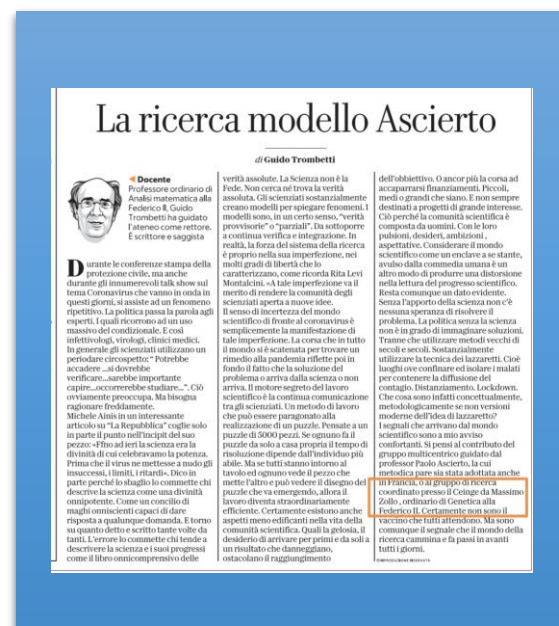 La ricerca modello Ascierto
di Guido Trombetti
◀ Docente
Professore ordinario di
Analisi matematica alla
Federico II, Guido
Trombetti ha guidato
l'ateneo come rettore.
È scrittore e saggista
Durante le conferenze stampa della
protezione civile, ma anche
durante gli innumerevoli talk show sul
tema Coronavirus che vanno in onda in
questi giorni, si assiste ad un fenomeno
ripetitivo. La politica passa la parola agli
esperti. I quali ricorrono ad un uso
massivo del condizionale. E così
infettivologi, virologi, clinici medici.
In generale gli scienziati utilizzano un
periodare circospetto: " Potrebbe
accadere ...si dovrebbe
verificare...sarebbe importante
capire...occorrerebbe studiare...". Ciò
ovviamente preoccupa. Ma bisogna
ragionare freddamente.
Michele Ainis in un interessante
articolo su "La Repubblica" coglie solo
in parte il punto nell'incipit del suo
pezzo: «Fino ad ieri la scienza era la
divinità di cui celebravamo la potenza.
Prima che il virus ne mettesse a nudo gli
insuccessi, i limiti, i ritardi». Dico in
parte perché lo sbaglio lo commette chi
descrive la scienza come una divinità
onnipotente. Come un concilio di
maghi onniscienti capaci di dare
risposta a qualunque domanda. E torno
su quanto detto e scritto tante volte da
tanti. L'errore lo commette chi tende a
descrivere la scienza e i suoi progressi
come il libro onnicomprensivo delle
verità assolute. La Scienza non è la
Fede. Non cerca né trova la verità
assoluta. Gli scienziati sostanzialmente
creano modelli per spiegare fenomeni. I
modelli sono, in un certo senso, "verità
provvisorie" o "parziali". Da sottoporre
a continua verifica e integrazione. In
realtà, la forza del sistema della ricerca
è proprio nella sua imperfezione, nei
molti gradi di libertà che lo
caratterizzano, come ricorda Rita Levi
Montalcini. «A tale imperfezione va il
merito di rendere la comunità degli
scienziati aperta a nuove idee.
Il senso di incertezza del mondo
scientifico di fronte al coronavirus è
semplicemente la manifestazione di
tale imperfezione. La corsa che in tutto
il mondo si è scatenata per trovare un
rimedio alla pandemia riflette poi in
fondo il fatto che la soluzione del
problema o arriva dalla scienza o non
arriva. Il motore segreto del lavoro
scientifico è la continua comunicazione
tra gli scienziati. Un metodo di lavoro
che può essere paragonato alla
realizzazione di un puzzle. Pensate a un
puzzle di 5000 pezzi. Se ognuno fa il
puzzle da solo a casa propria il tempo di
risoluzione dipende dall'individuo più
abile. Ma se tutti stanno intorno al
tavolo ed ognuno vede il pezzo che
mette l'altro e può vedere il disegno del
puzzle che va emergendo, allora il
lavoro diventa straordinariamente
efficiente. Certamente esistono anche
aspetti meno edificanti nella vita della
comunità scientifica. Quali la gelosia, il
desiderio di arrivare per primi e da soli a
un risultato che danneggiano,
ostacolano il raggiungimento
dell'obbiettivo. O ancor più la corsa ad
accaparrarsi finanziamenti. Piccoli,
medi o grandi che siano. E non sempre
destinati a progetti di grande interesse.
Ciò perché la comunità scientifica è
composta da uomini. Con le loro
pulsioni, desideri, ambizioni ,
aspettative. Considerare il mondo
scientifico come un enclave a se stante,
avulso dalla commedia umana è un
altro modo di produrre una distorsione
nella lettura del progresso scientifico.
Resta comunque un dato evidente.
Senza l'apporto della scienza non c'è
nessuna speranza di risolvere il
problema. La politica senza la scienza
non è in grado di immaginare soluzioni.
Tranne che utilizzare metodi vecchi di
secoli e secoli. Sostanzialmente
utilizzare la tecnica dei lazzaretti. Cioè
luoghi ove confinare ed isolare i malati
per contenere la diffusione del
contagio. Distanziamento. Lockdown.
Che cosa sono infatti concettualmente,
metodologicamente se non versioni
moderne dell'idea di lazzaretto?
I segnali che arrivano dal mondo
scientifico sono a mio avviso
confortanti. Si pensi al contributo del
gruppo multicentrico guidato dal
professor Paolo Ascierto, la cui
metodica pare sia stata adottata anche
in Francia, o al gruppo di ricerca
coordinato presso il Ceinge da Massimo
Zollo , ordinario di Genetica alla
Federico II. Certamente non sono il
vaccino che tutti attendono. Ma sono
comunque il segnale che il mondo della
ricerca cammina e fa passi in avanti
tutti i giorni.
©RIPRODUZIONE RISERVATA